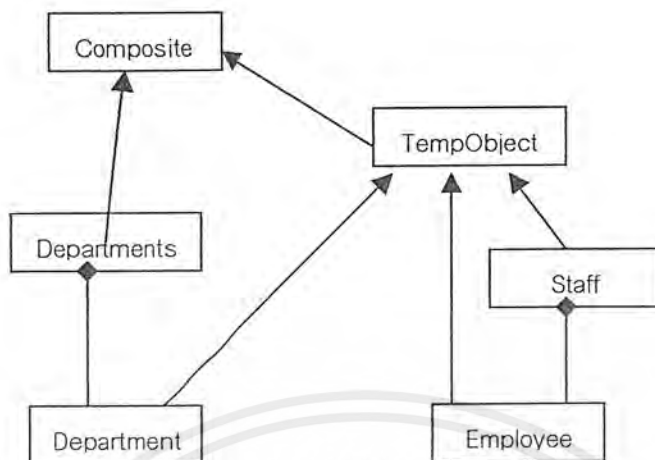 Composite
TempObject
Departments
Staff
Department
Employee